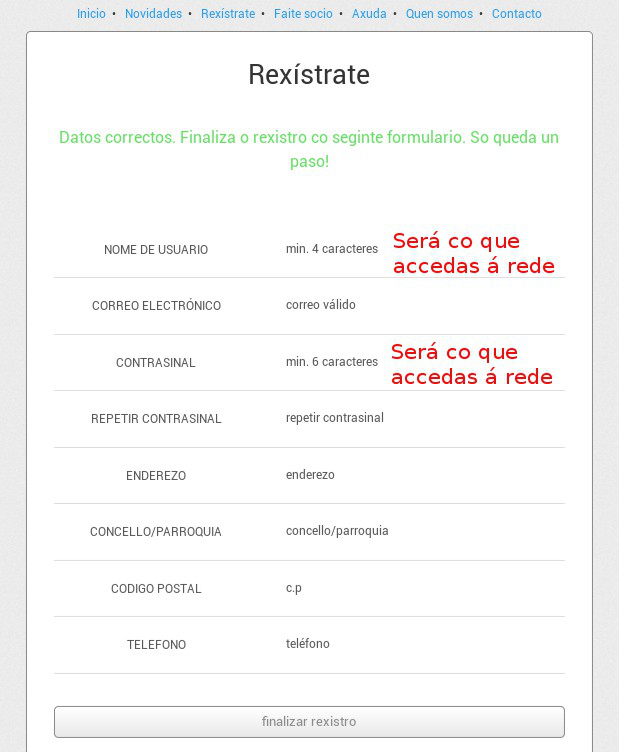 Inicio • Novidades • Rexístrate • Faite socio • Axuda • Quen somos • Contacto
Rexístrate
Datos correctos. Finaliza o rexistro co seginte formulario. So queda un
paso!
NOME DE USUARIO min. 4 caracteres
Será co que
accedas á rede
CORREO ELECTRÓNICO correo válido
CONTRASINAL min. 6 caracteres
Será co que
accedas á rede
REPETIR CONTRASINAL repetir contrasinal
ENDEREZO enderezo
CONCELLO/PARROQUIA concello/parroquia
CODIGO POSTAL c.p
TELEFONO teléfono
finalizar rexistro